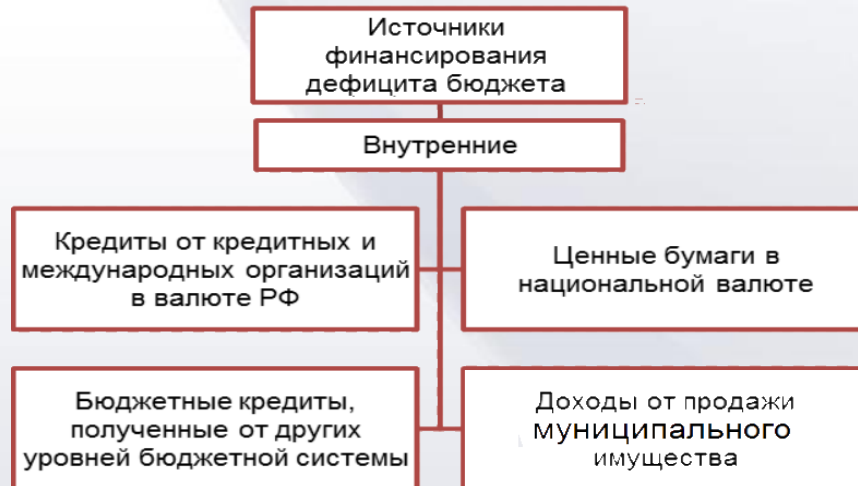 Источники
финансирования
дефицита бюджета
Внутренние
Кредиты от кредитных и
международных организаций
в валюте РФ
Ценные бумаги в
национальной валюте
Бюджетные кредиты,
полученные от других
уровней бюджетной системы
Доходы от продажи
муниципального
имущества